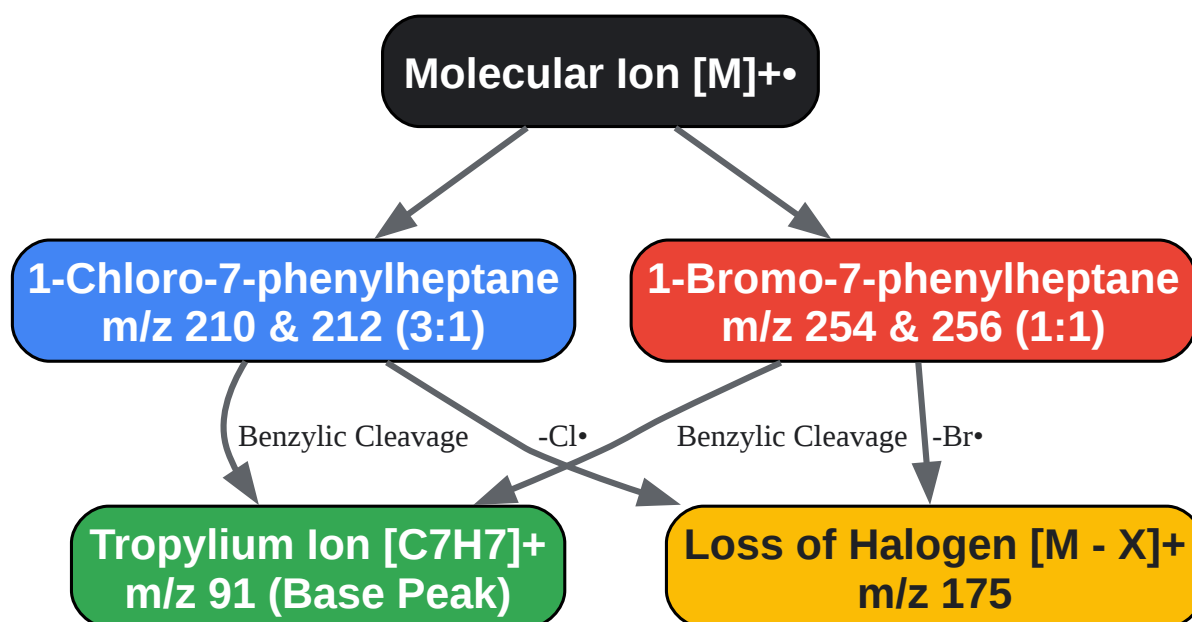 Molecular Ion [M]+•
1-Chloro-7-phenylheptane
m/z 210 & 212 (3:1)
1-Bromo-7-phenylheptane
m/z 254 & 256 (1:1)
Benzylic Cleavage
-Cl•
Benzylic Cleavage
-Br•
Tropylium Ion [C7H7]+
m/z 91 (Base Peak)
Loss of Halogen [M - X]+
m/z 175